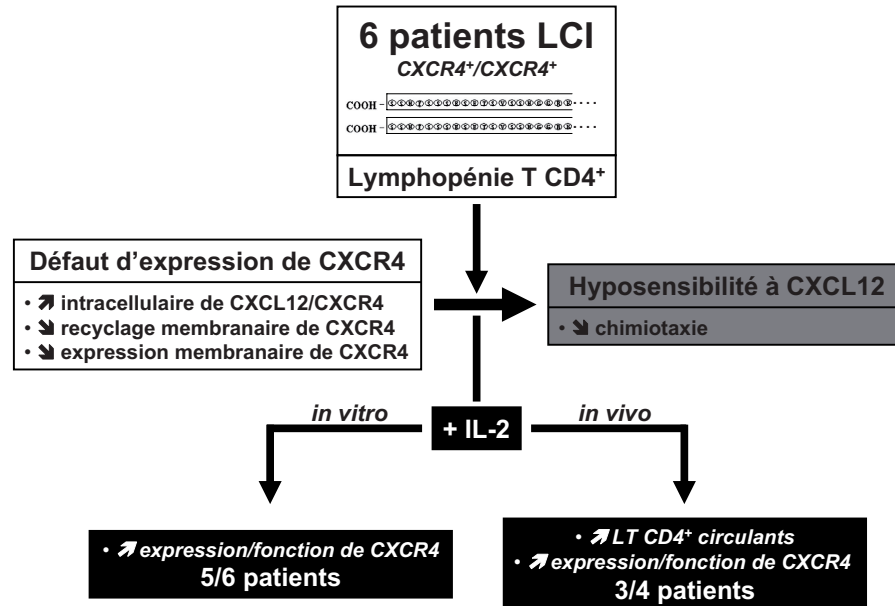 6 patients LCI
CXCR4⁺/CXCR4⁺
COOH –
COOH –
Lymphopénie T CD4⁺
Défaut d'expression de CXCR4
• ↗ intracellulaire de CXCL12/CXCR4
• ↘ recyclage membranaire de CXCR4
• ↘ expression membranaire de CXCR4
Hyposensibilité à CXCL12
• ↘ chimiotaxie
in vitro
+ IL-2
in vivo
• ↗ expression/fonction de CXCR4
5/6 patients
• ↗ LT CD4⁺ circulants
• ↗ expression/fonction de CXCR4
3/4 patients